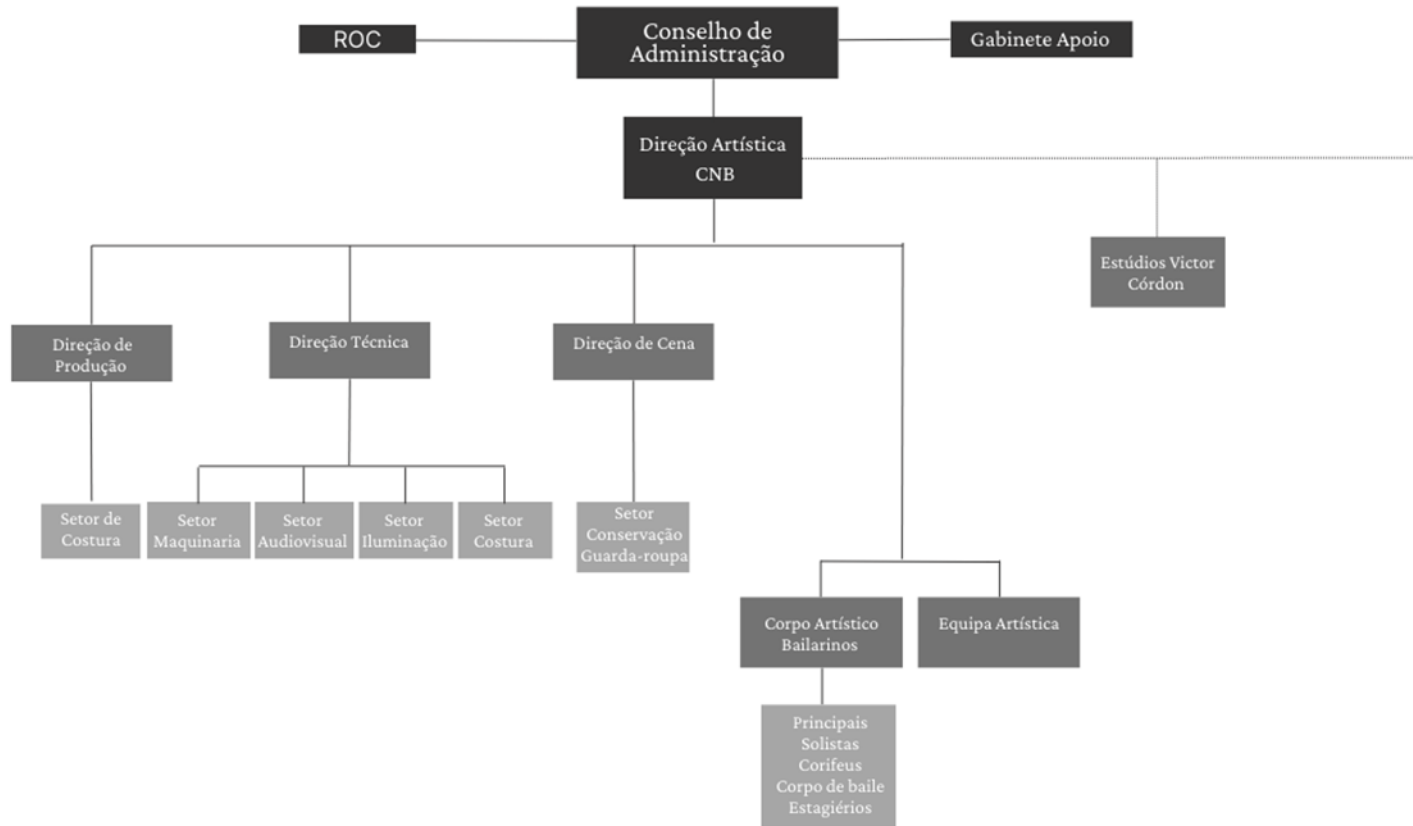 ROC
Conselho de
Administração
Gabinete Apoio
Direção Artística
CNB
Estúdios Victor
Córdon
Direção de
Produção
Direção Técnica
Direção de Cena
Setor de
Costura
Setor
Maquinaria
Setor
Audiovisual
Setor
Iluminação
Setor
Costura
Setor
Conservação
Guarda-roupa
Corpo Artístico
Bailarinos
Equipa Artística
Principais
Solistas
Corifeus
Corpo de baile
Estagiérios